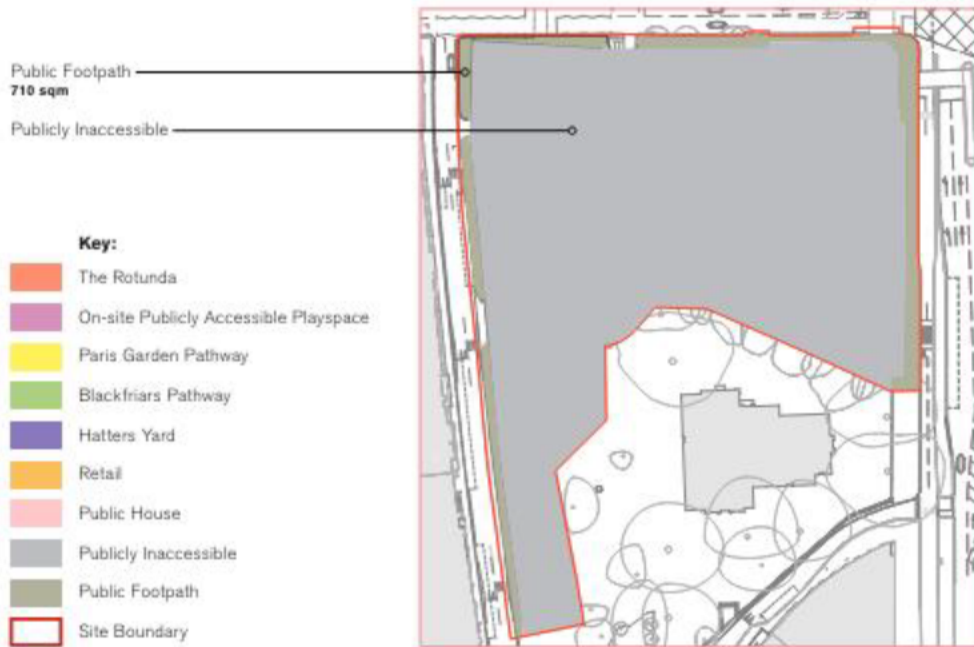 Public Footpath
710 sqm
Publicly Inaccessible
Key:
The Rotunda
On-site Publicly Accessible Playspace
Paris Garden Pathway
Blackfriars Pathway
Hatters Yard
Retail
Public House
Publicly Inaccessible
Public Footpath
Site Boundary